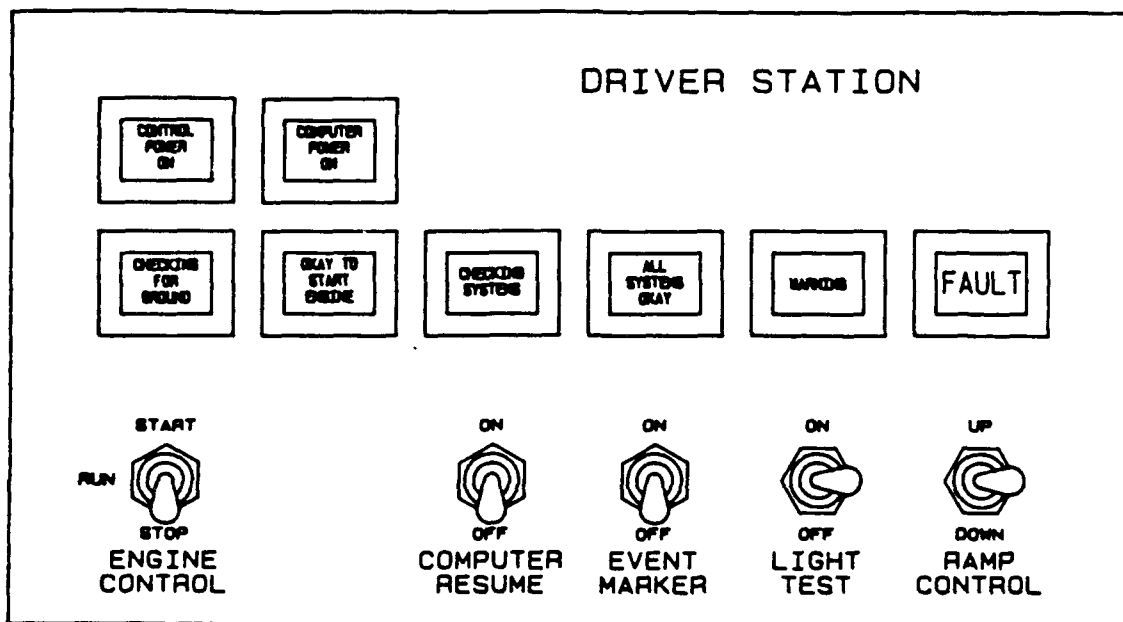 DRIVER STATION
CONTROL
POWER
ON
COMPUTER
POWER
ON
CHECKING
FOR
GROUND
OKAY TO
START
ENGINE
CHECKING
SYSTEMS
ALL
SYSTEMS
OKAY
WARNING
FAULT
START
RUN
STOP
ENGINE
CONTROL
ON
OFF
COMPUTER
RESUME
ON
OFF
EVENT
MARKER
ON
OFF
LIGHT
TEST
UP
DOWN
RAMP
CONTROL